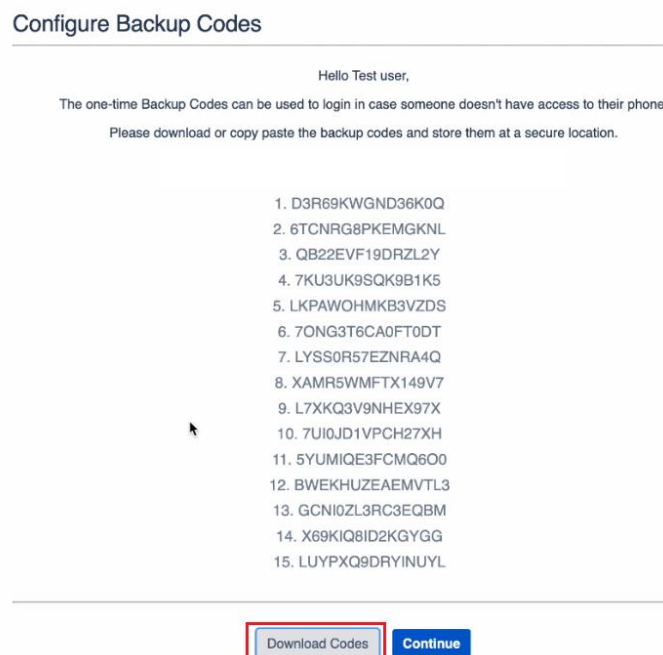 Configure Backup Codes
Hello Test user,
The one-time Backup Codes can be used to login in case someone doesn't have access to their phone
Please download or copy paste the backup codes and store them at a secure location.
1. D3R69KWGND36K0Q
2. 6TCNRG8PKEMGKNL
3. QB22EVF19DRZL2Y
4. 7KU3UK9SQK9B1K5
5. LKPAWOHMKB3VZDS
6. 7ONG3T6CA0FT0DT
7. LYSS0R57EZNRA4Q
8. XAMR5WMFTX149V7
9. L7XKQ3V9NHEX97X
10. 7UI0JD1VPCH27XH
11. 5YUMIQE3FCMQ6O0
12. BWEKHUZEAEMVTL3
13. GCNI0ZL3RC3EQBM
14. X69KIQ8ID2KGYGG
15. LUYPXQ9DRYINUYL
Download Codes Continue